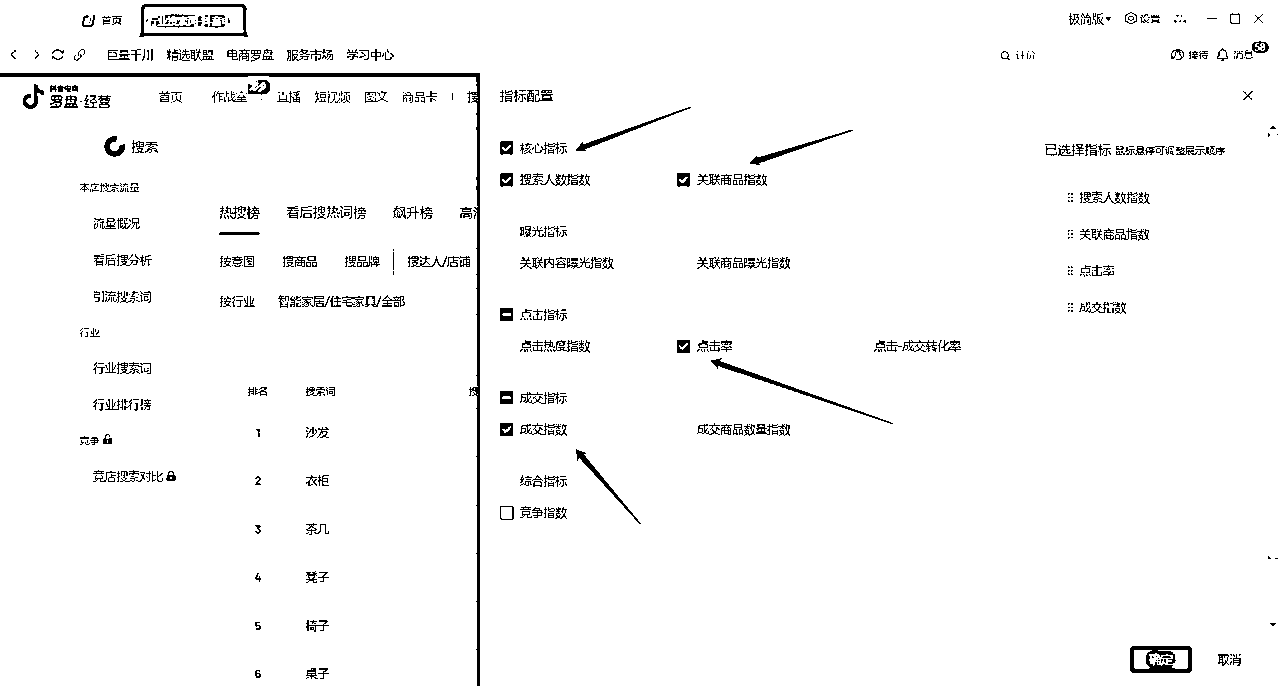 首页
行业搜索词-抖音
极简版
设置
巨量千川 精选联盟 电商罗盘 服务市场 学习中心
计价
接待
消息
58
抖音电商
罗盘·经营
首页 作战室 直播 短视频 图文 商品卡
搜索
本店搜索流量
流量概况
看后搜分析
引流搜索词
行业
行业搜索词
行业排行榜
竞争
竞店搜索对比
热搜榜 看后搜热词榜 飙升榜
按意图 搜商品 搜品牌 搜达人/店铺
按行业 智能家居/住宅家具/全部
排名 搜索词
1 沙发
2 衣柜
3 茶几
4 凳子
5 椅子
6 桌子
指标配置
核心指标
搜索人数指数 关联商品指数
曝光指标
关联内容曝光指数 关联商品曝光指数
点击指标
点击热度指数 点击率 点击-成交转化率
成交指标
成交指数 成交商品数量指数
综合指标
竞争指数
已选择指标 鼠标悬停可调整展示顺序
搜索人数指数
关联商品指数
点击率
成交指数
确定 取消